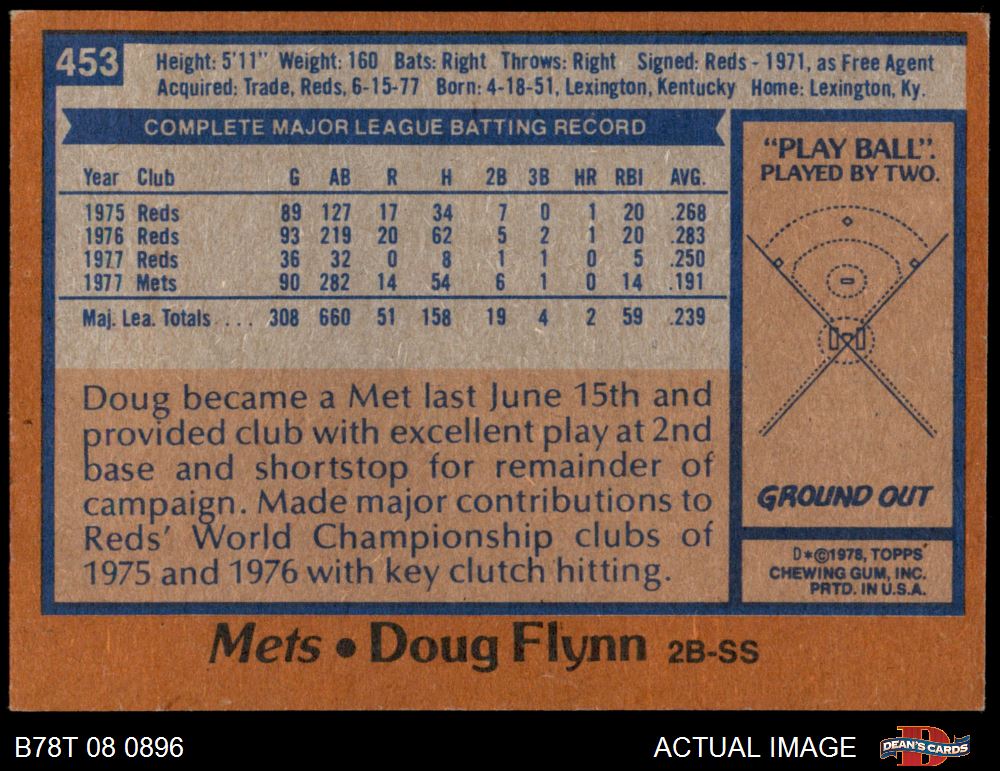 453
Height: 5'11" Weight: 160 Bats: Right Throws: Right Signed: Reds - 1971, as Free Agent
Acquired: Trade, Reds, 6-15-77 Born: 4-18-51, Lexington, Kentucky Home: Lexington, Ky.
COMPLETE MAJOR LEAGUE BATTING RECORD
Year Club G AB R H 2B 3B HR RBI AVG.
1975 Reds 89 127 17 34 7 0 1 20 .268
1976 Reds 93 219 20 62 5 2 1 20 .283
1977 Reds 36 32 0 8 1 1 0 5 .250
1977 Mets 90 282 14 54 6 1 0 14 .191
Maj. Lea. Totals .... 308 660 51 158 19 4 2 59 .239
Doug became a Met last June 15th and
provided club with excellent play at 2nd
base and shortstop for remainder of
campaign. Made major contributions to
Reds' World Championship clubs of
1975 and 1976 with key clutch hitting.
"PLAY BALL".
PLAYED BY TWO.
GROUND OUT
D*©1978, TOPPS
CHEWING GUM, INC.
PRTD. IN U.S.A.
Mets • Doug Flynn 2B-SS
B78T 08 0896
ACTUAL IMAGE
D
DEAN'S CARDS